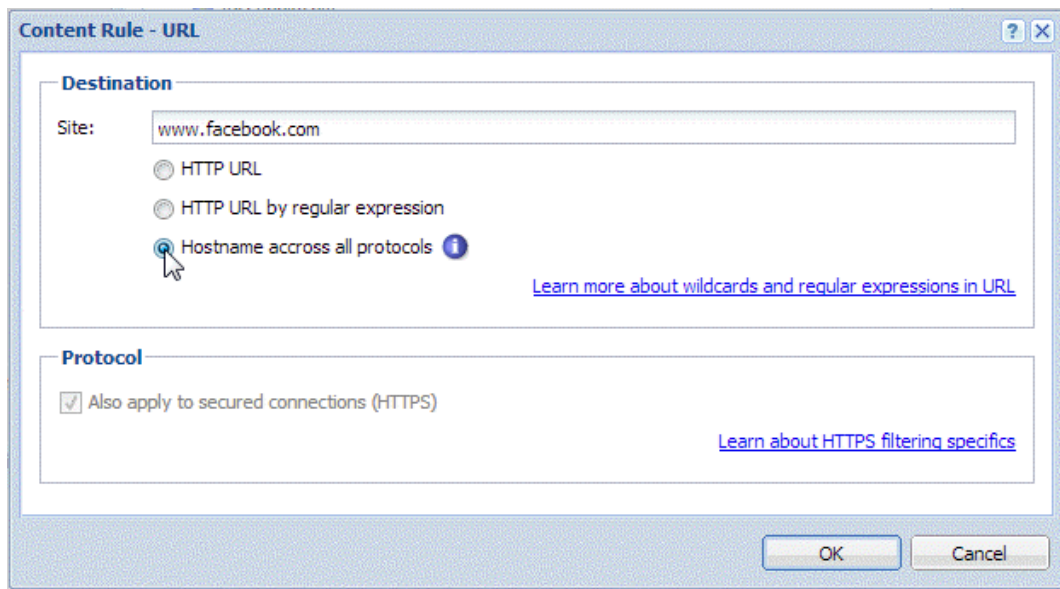 Content Rule - URL
Destination
Site: www.facebook.com
HTTP URL
HTTP URL by regular expression
Hostname accross all protocols
Learn more about wildcards and regular expressions in URL
Protocol
Also apply to secured connections (HTTPS)
Learn about HTTPS filtering specifics
OK Cancel